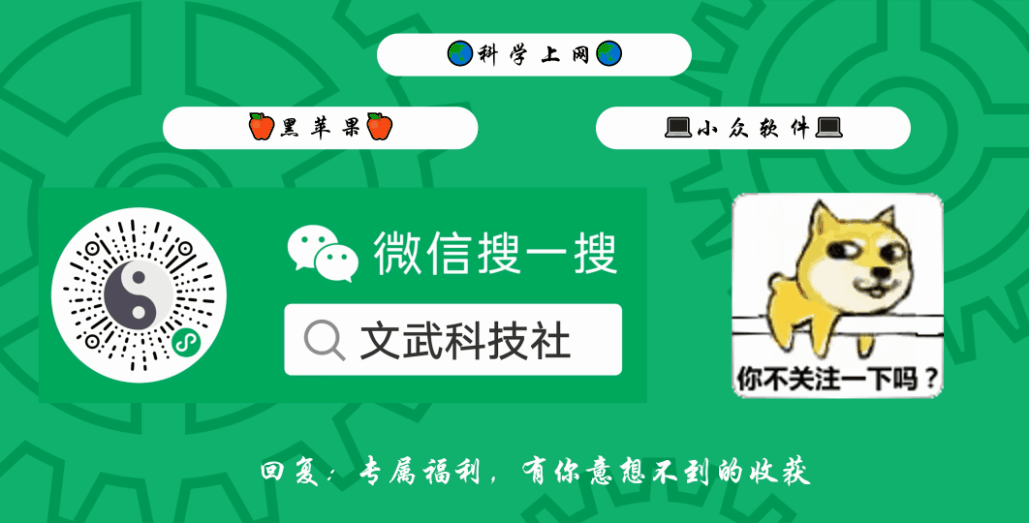 科学上网
黑苹果
小众软件
微信搜一搜
文武科技社
你不关注一下吗？
回复：专属福利，有你意想不到的收获